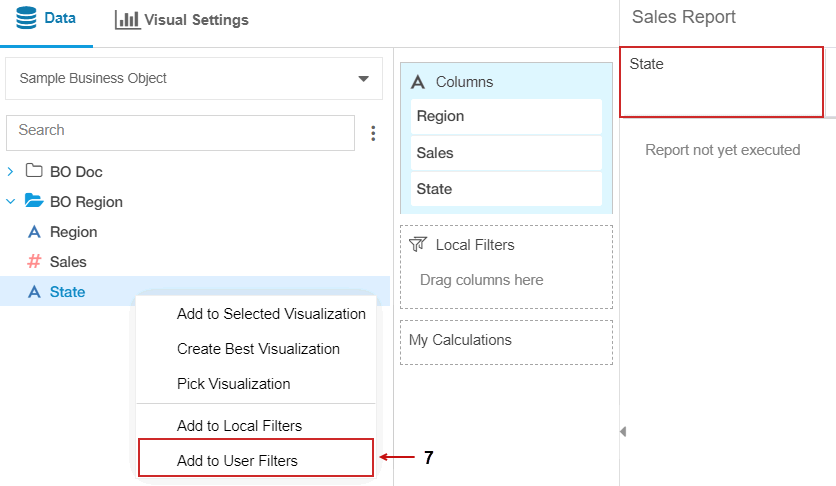 Data
Visual Settings
Sample Business Object
Search
BO Doc
BO Region
Region
Sales
State
Add to Selected Visualization
Create Best Visualization
Pick Visualization
Add to Local Filters
Add to User Filters
7
Columns
Region
Sales
State
Local Filters
Drag columns here
My Calculations
Sales Report
State
Report not yet executed